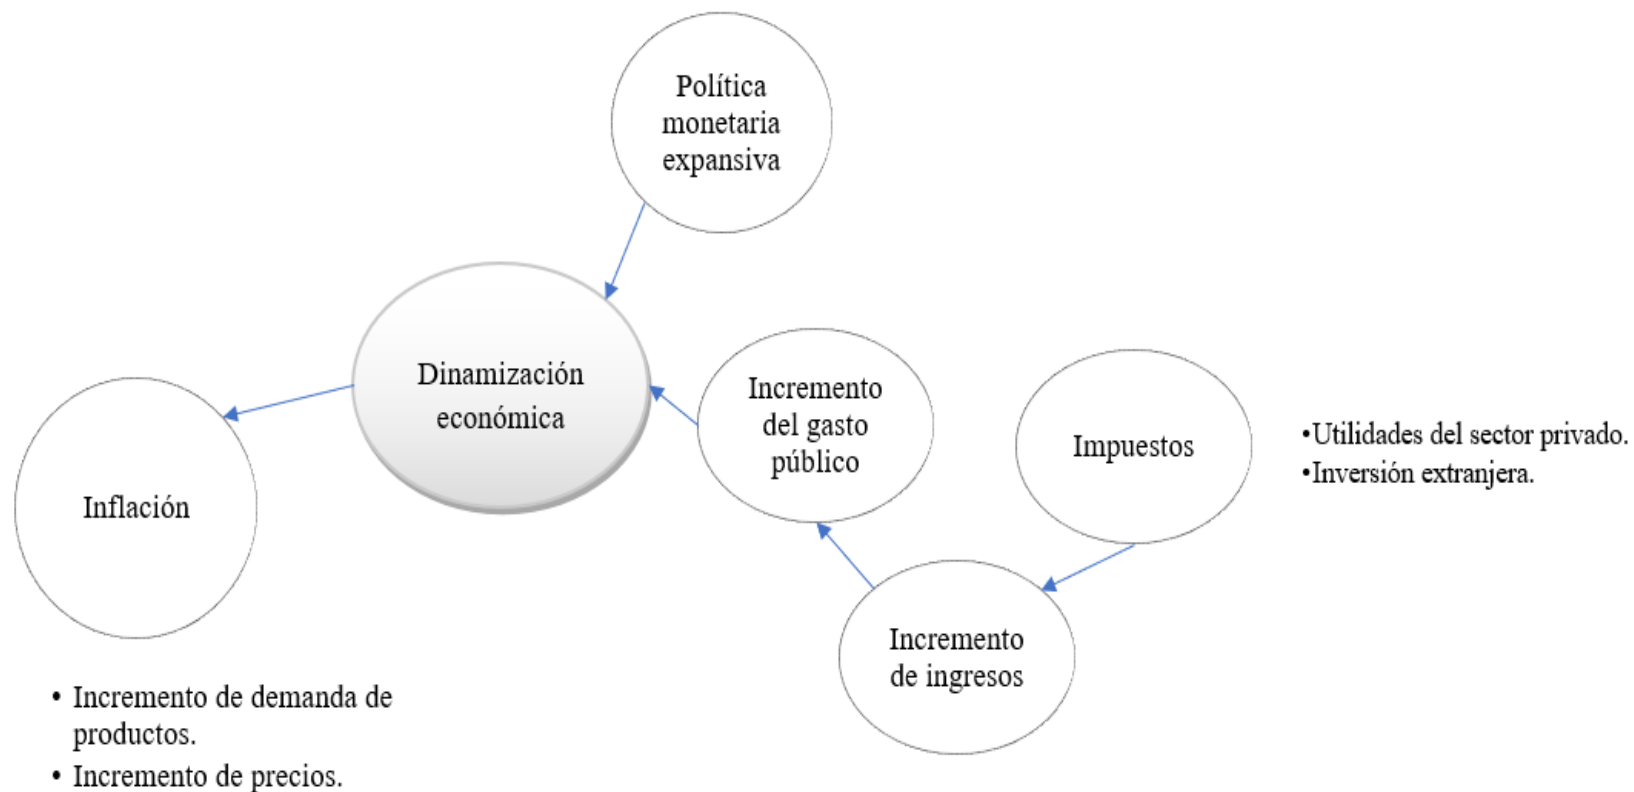 Política
monetaria
expansiva
Dinamización
económica
Incremento
del gasto
público
Impuestos
•Utilidades del sector privado.
•Inversión extranjera.
Inflación
Incremento
de ingresos
• Incremento de demanda de
productos.
• Incremento de precios.